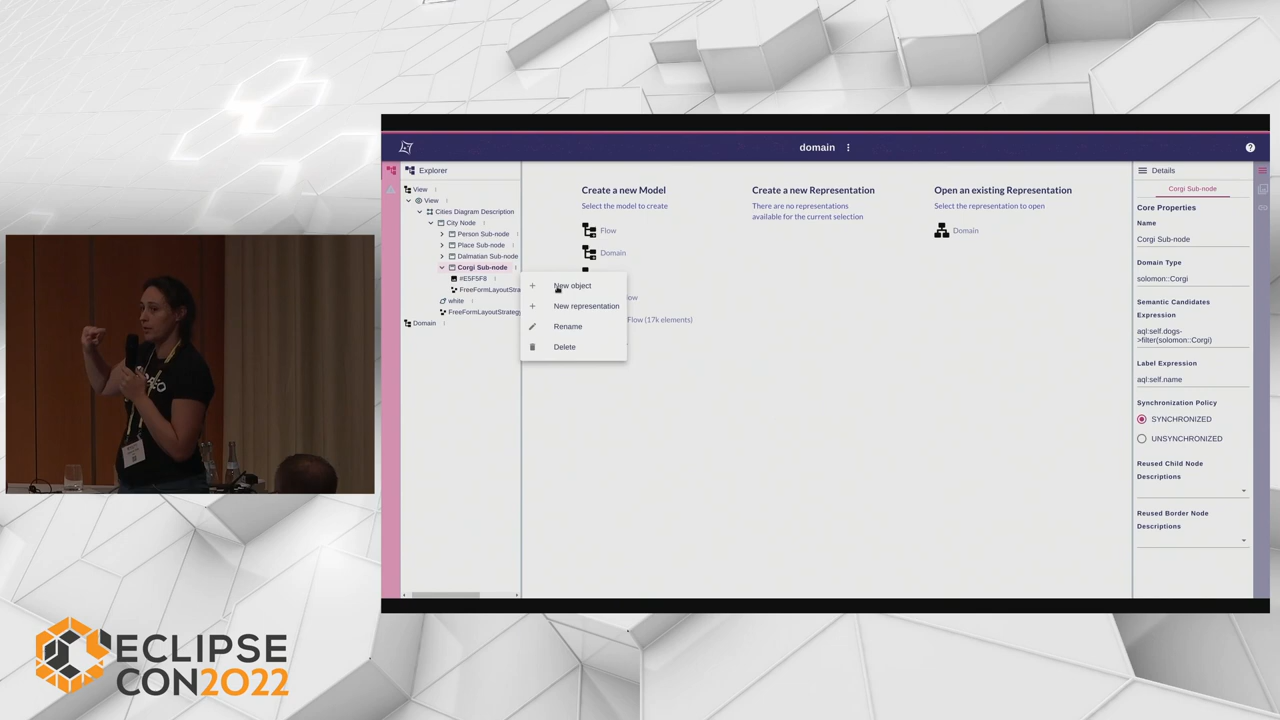 domain
Explorer
View
View
Cities Diagram Description
City Node
Person Sub-node
Place Sub-node
Dalmatian Sub-node
Corgi Sub-node
#E5F5F8
FreeFormLayoutStra
white
FreeFormLayoutStrategy
Domain
Create a new Model
Select the model to create
Flow
Domain
low
Flow (17k elements)
New object
New representation
Rename
Delete
Create a new Representation
There are no representations
available for the current selection
Open an existing Representation
Select the representation to open
Domain
Details
Corgi Sub-node
Core Properties
Name
Corgi Sub-node
Domain Type
solomon::Corgi
Semantic Candidates
Expression
aql:self.dogs-
>filter(solomon::Corgi)
Label Expression
aql:self.name
Synchronization Policy
SYNCHRONIZED
UNSYNCHRONIZED
Reused Child Node
Descriptions
Reused Border Node
Descriptions
ECLIPSE
CON2022